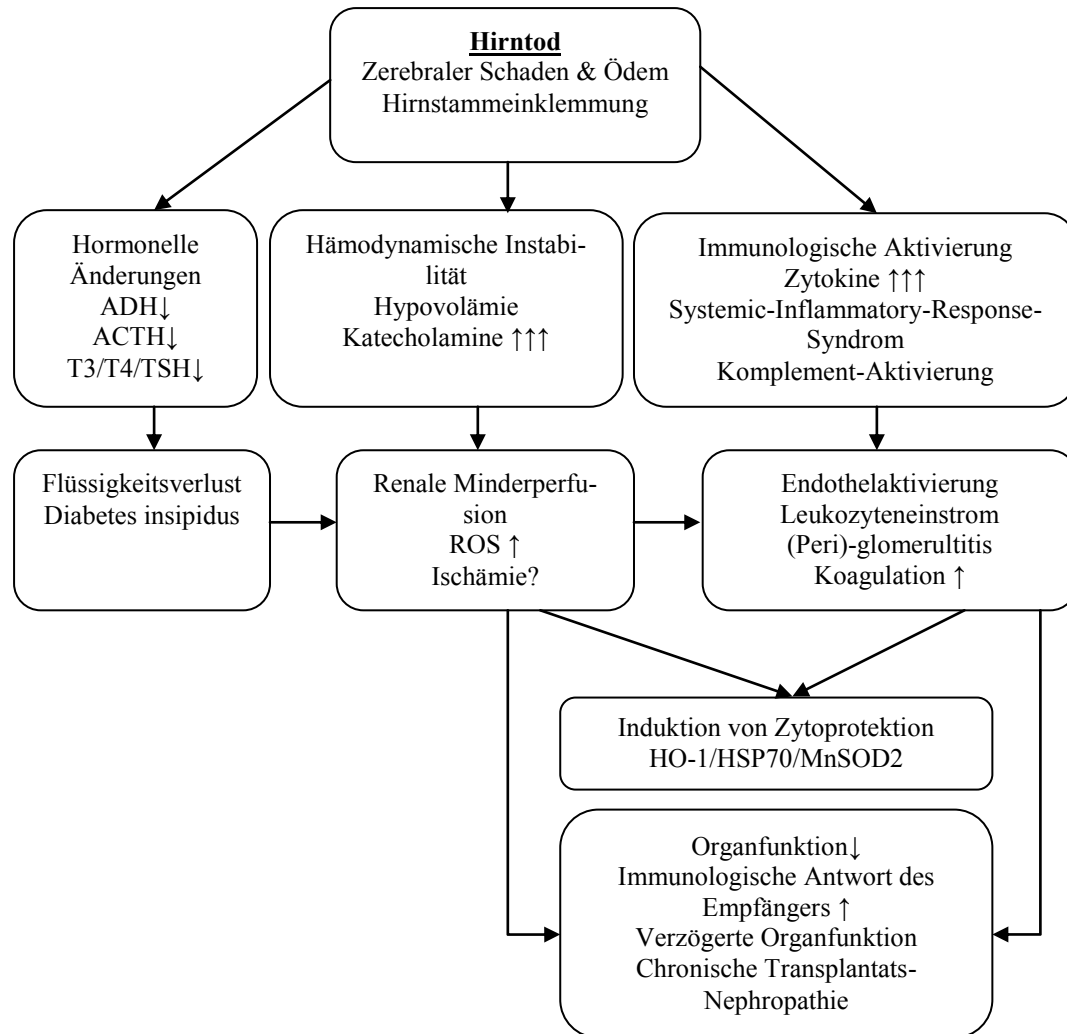 Hirntod
Zerebraler Schaden & Ödem
Hirnstammeinklemmung
Hormonelle
Änderungen
ADH↓
ACTH↓
T3/T4/TSH↓
Hämodynamische Instabi-
lität
Hypovolämie
Katecholamine ↑↑↑
Immunologische Aktivierung
Zytokine ↑↑↑
Systemic-Inflammatory-Response-
Syndrom
Komplement-Aktivierung
Flüssigkeitsverlust
Diabetes insipidus
Renale Minderperfu-
sion
ROS ↑
Ischämie?
Endothelaktivierung
Leukozyteneinstrom
(Peri)-glomerultitis
Koagulation ↑
Induktion von Zytoprotektion
HO-1/HSP70/MnSOD2
Organfunktion↓
Immunologische Antwort des
Empfängers ↑
Verzögerte Organfunktion
Chronische Transplantats-
Nephropathie